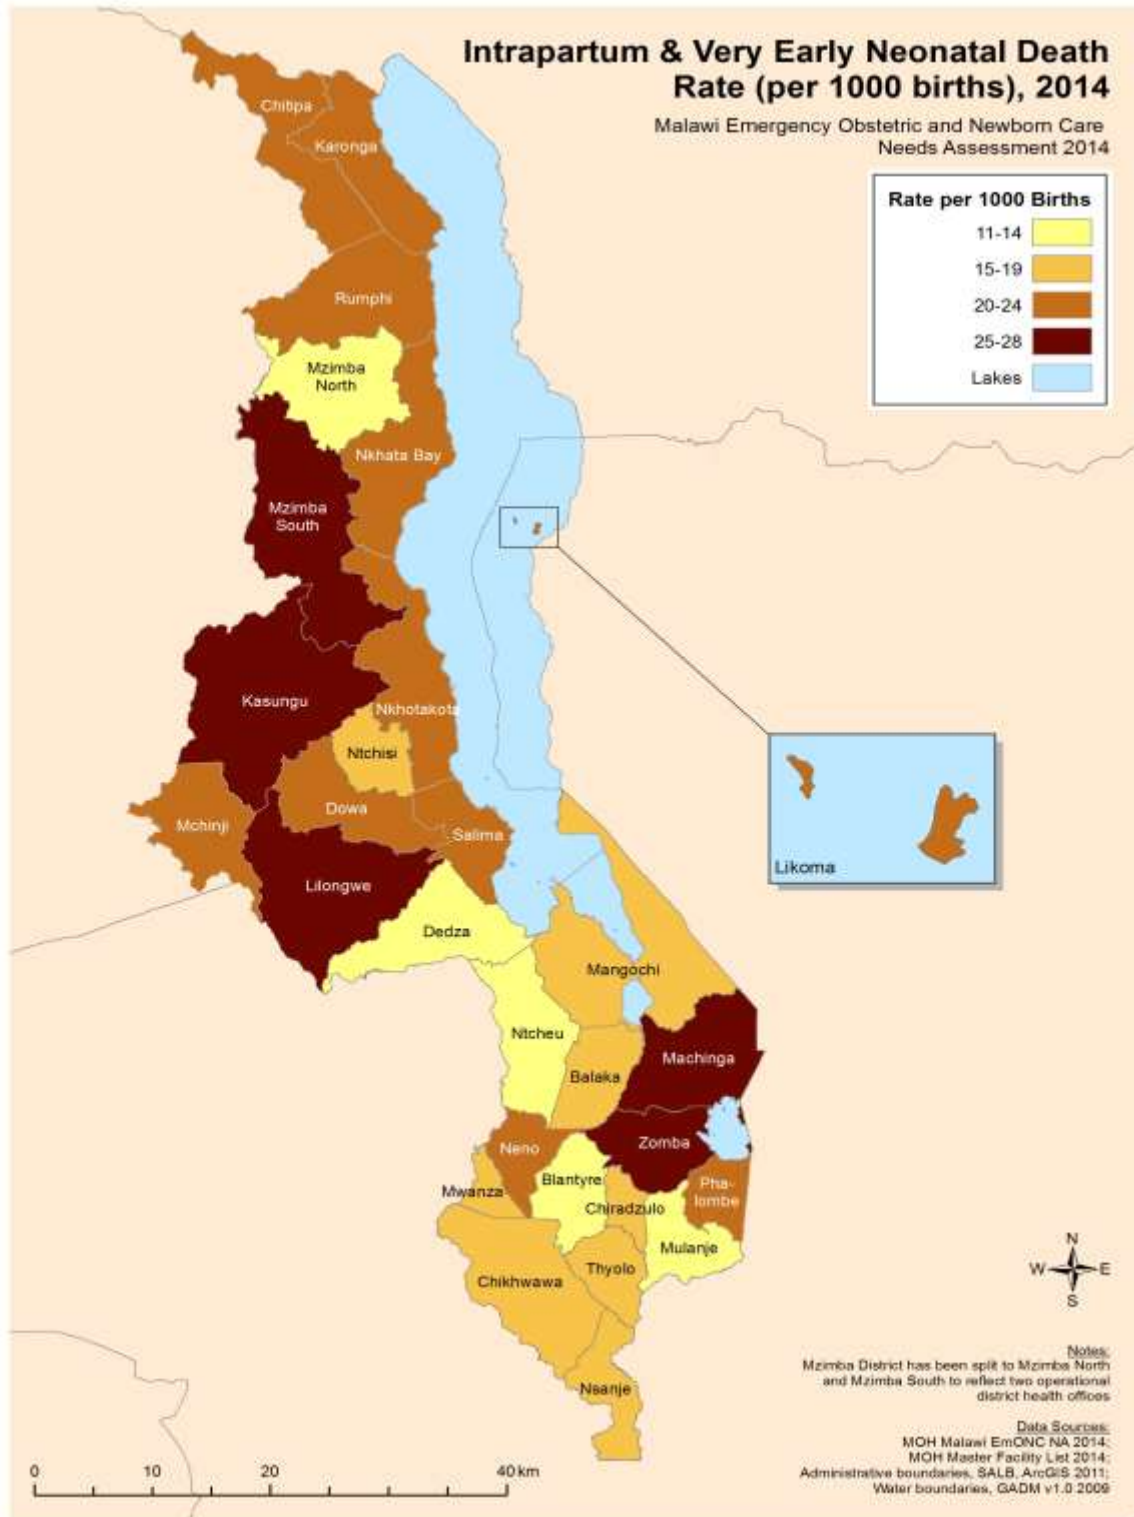 Intrapartum & Very Early Neonatal Death
Rate (per 1000 births), 2014
Malawi Emergency Obstetric and Newborn Care
Needs Assessment 2014
Rate per 1000 Births
11-14
15-19
20-24
25-28
Lakes
Chitipa
Karonga
Rumphi
Mzimba
North
Nkhata Bay
Mzimba
South
Kasungu
Nkhotakota
Ntchisi
Dowa
Mchinji
Salima
Likoma
Lilongwe
Dedza
Mangochi
Ntcheu
Machinga
Balaka
Zomba
Neno
Blantyre
Pha-
lombe
Mwanza
Chiradzulo
Mulanje
Thyolo
Chikhwawa
Nsanje
N
W
E
S
Notes:
Mzimba District has been split to Mzimba North
and Mzimba South to reflect two operational
district health offices
Data Sources:
MOH Malawi EmONC NA 2014;
MOH Master Facility List 2014;
Administrative boundaries, SALB, ArcGIS 2011;
Water boundaries, GADM v1.0 2009
0 10 20 40 km